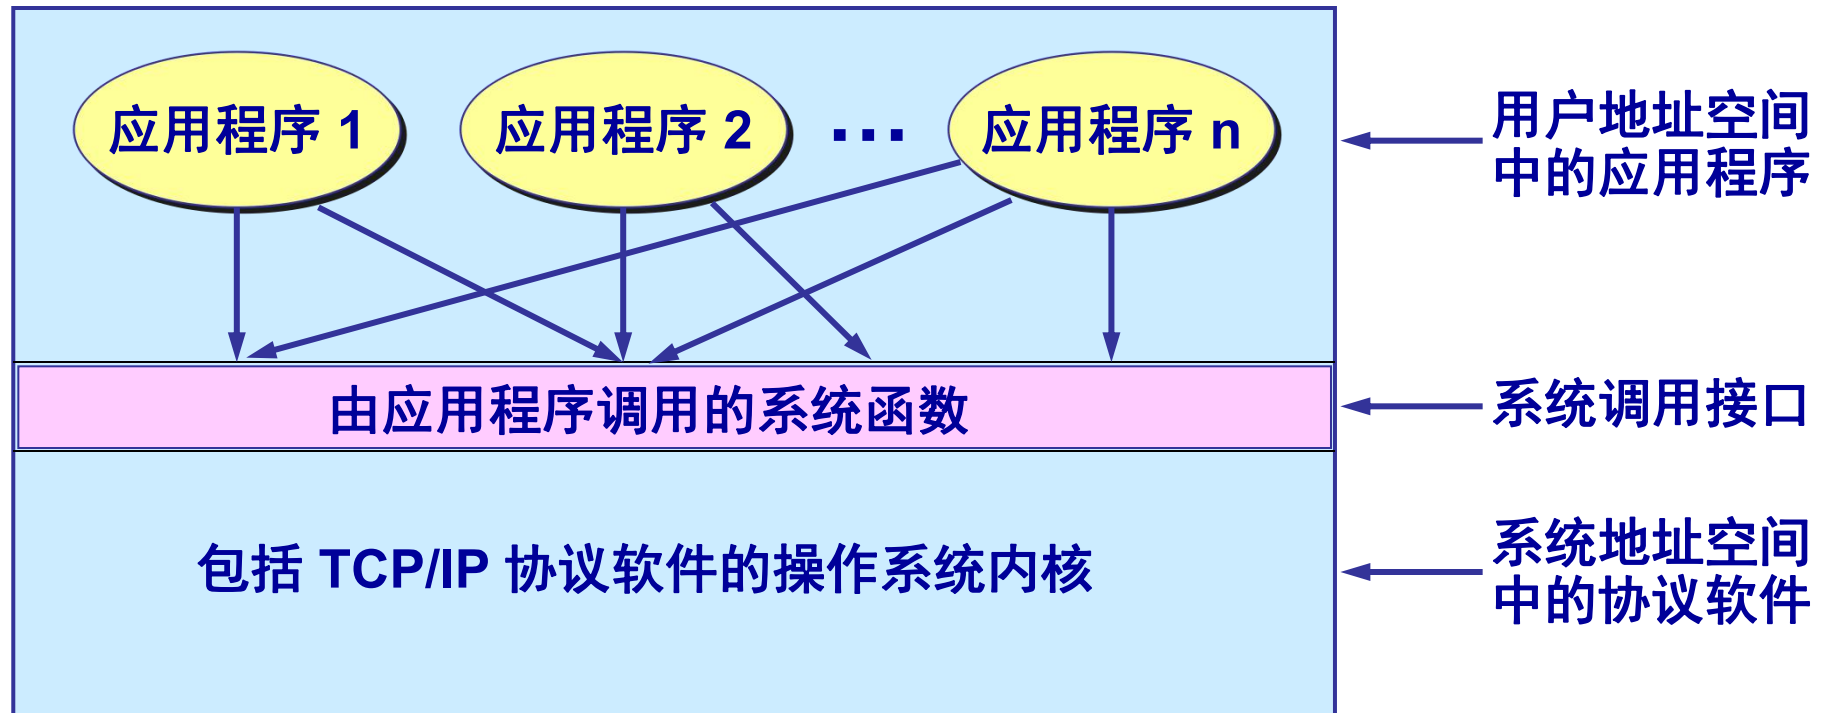 应用程序 1
应用程序 2
…
应用程序 n
用户地址空间
中的应用程序
由应用程序调用的系统函数
系统调用接口
包括 TCP/IP 协议软件的操作系统内核
系统地址空间
中的协议软件